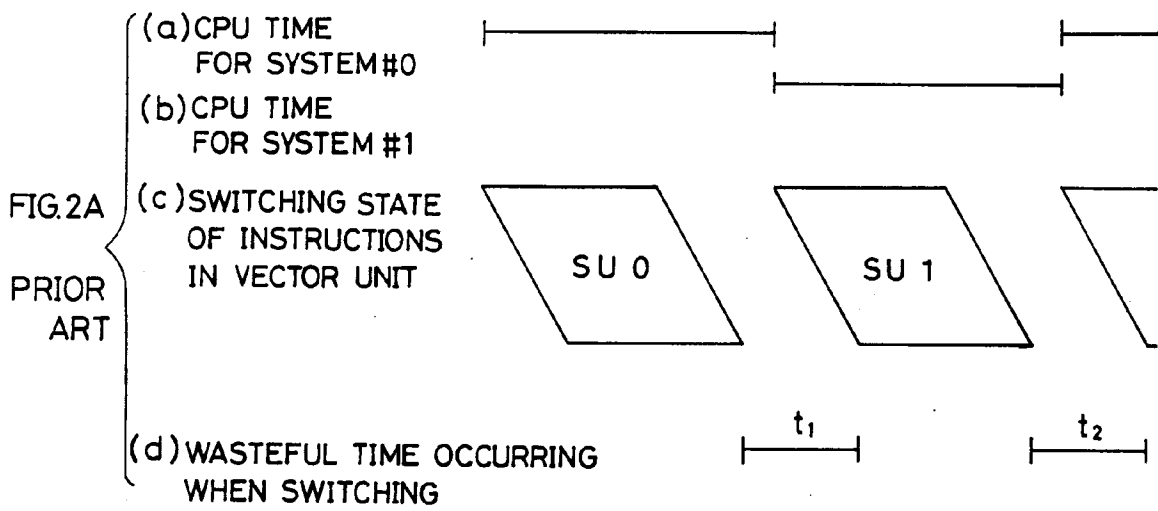 (a) CPU TIME
FOR SYSTEM #0
(b) CPU TIME
FOR SYSTEM #1
FIG. 2A
PRIOR
ART
(c) SWITCHING STATE
OF INSTRUCTIONS
IN VECTOR UNIT
SU 0
SU 1
(d) WASTEFUL TIME OCCURRING
WHEN SWITCHING
t1
t2